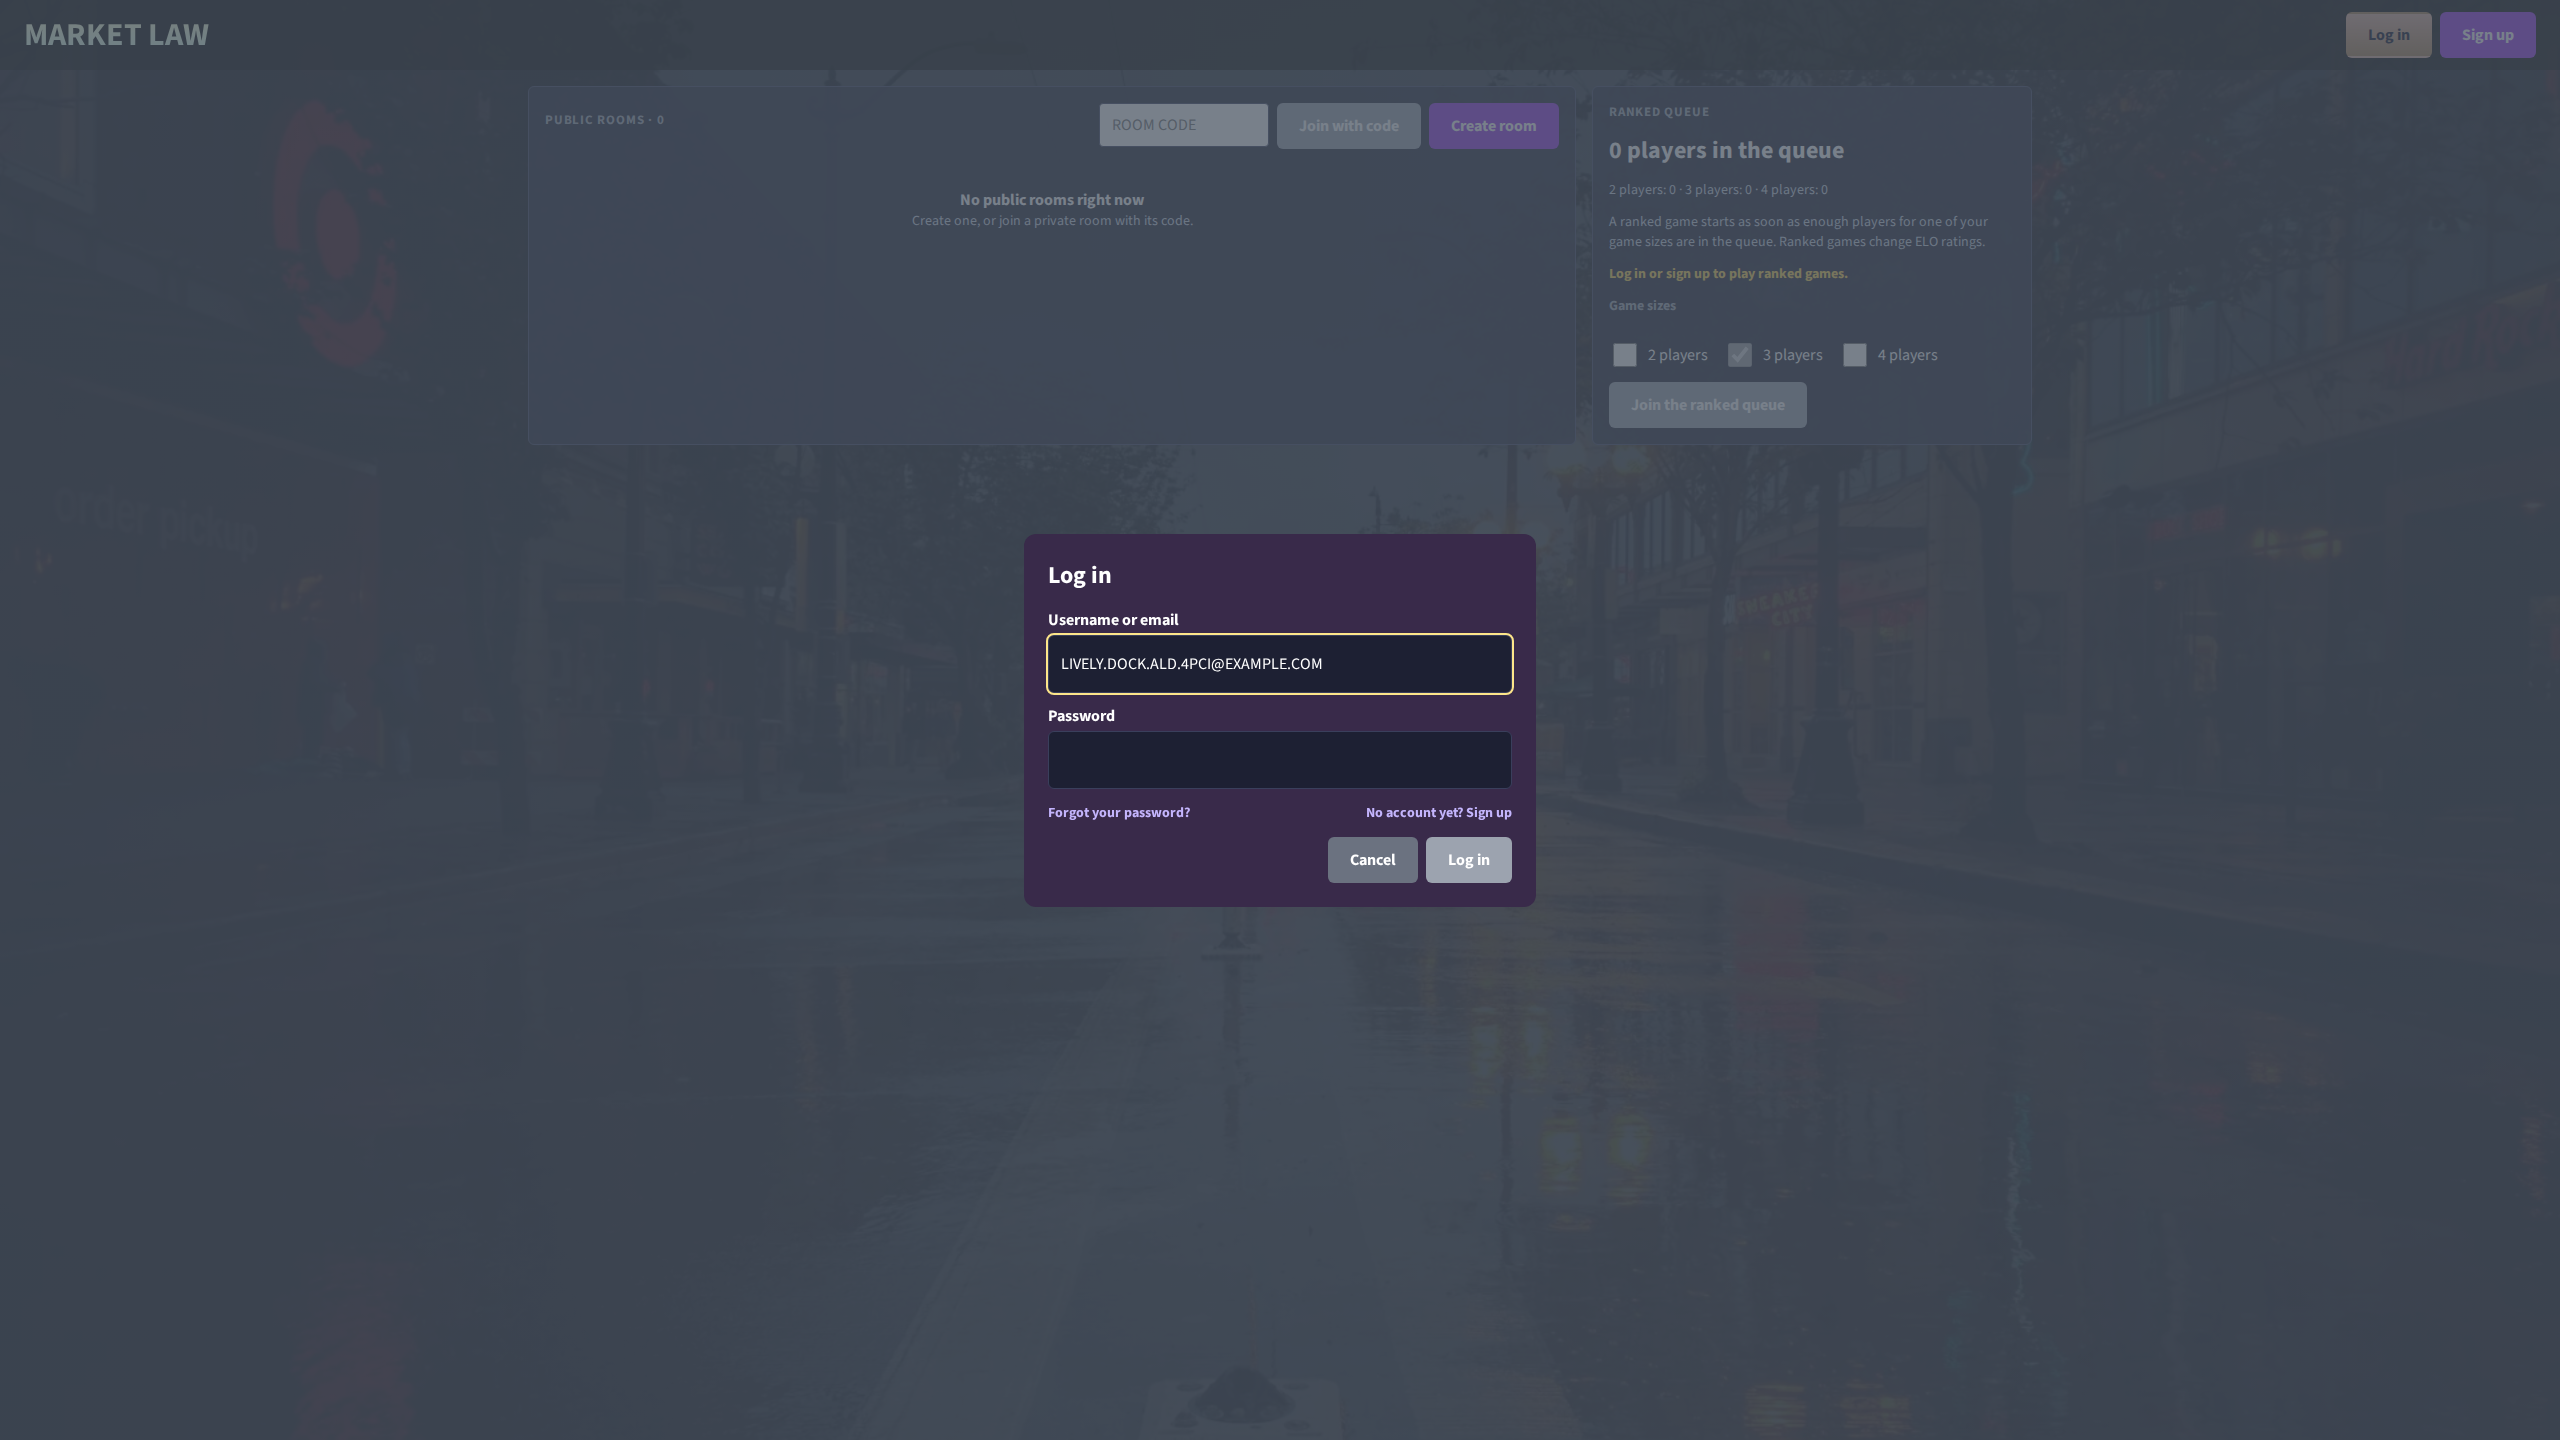 MARKET LAW
Log in
Sign up
PUBLIC ROOMS · 0
ROOM CODE
Join with code
Create room
No public rooms right now
Create one, or join a private room with its code.
RANKED QUEUE
0 players in the queue
2 players: 0 · 3 players: 0 · 4 players: 0
A ranked game starts as soon as enough players for one of your
game sizes are in the queue. Ranked games change ELO ratings.
Log in or sign up to play ranked games.
Game sizes
2 players
3 players
4 players
Join the ranked queue
order pickup
SNEAKER
CITY
Log in
Username or email
LIVELY.DOCK.ALD.4PCI@EXAMPLE.COM
Password
Forgot your password?
No account yet? Sign up
Cancel
Log in